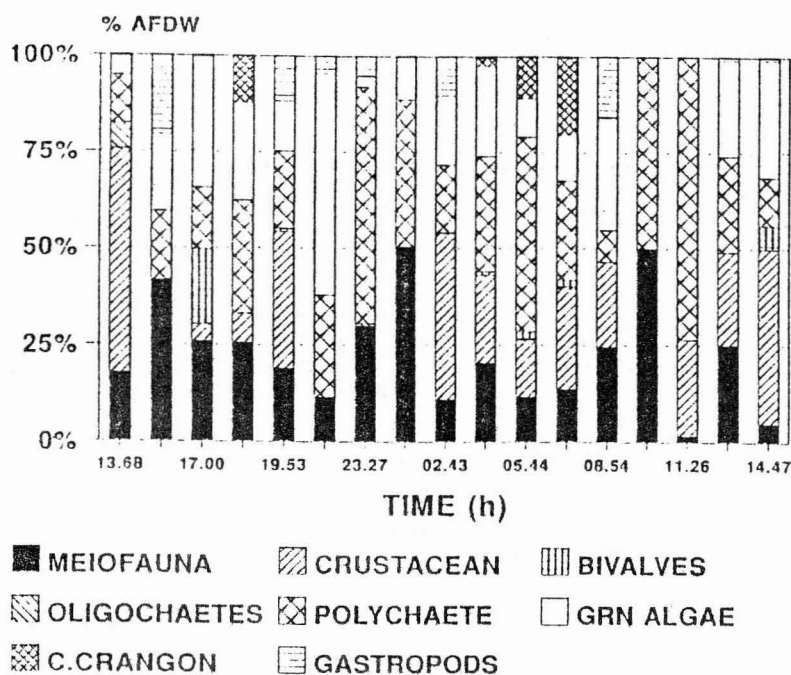 % AFDW
100%
75%
50%
25%
0%
13.68 17.00 19.53 23.27 02.43 05.44 08.54 11.26 14.47
TIME (h)
MEIOFAUNA CRUSTACEAN BIVALVES
OLIGOCHAETES POLYCHAETE GRN ALGAE
C.CRANGON GASTROPODS